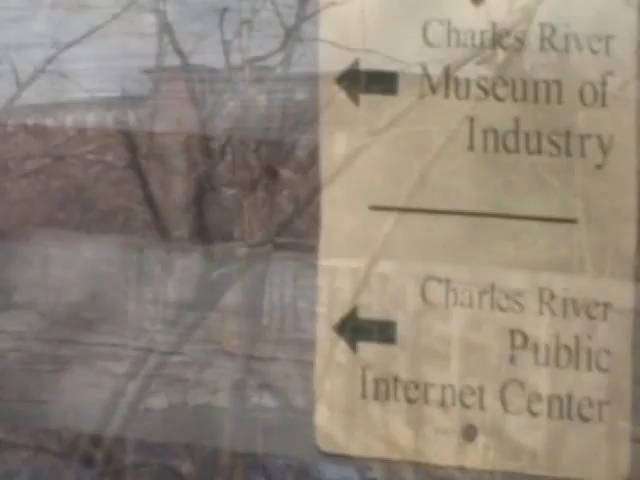 Charles River
Museum of
Industry
Charles River
Public
Internet Center